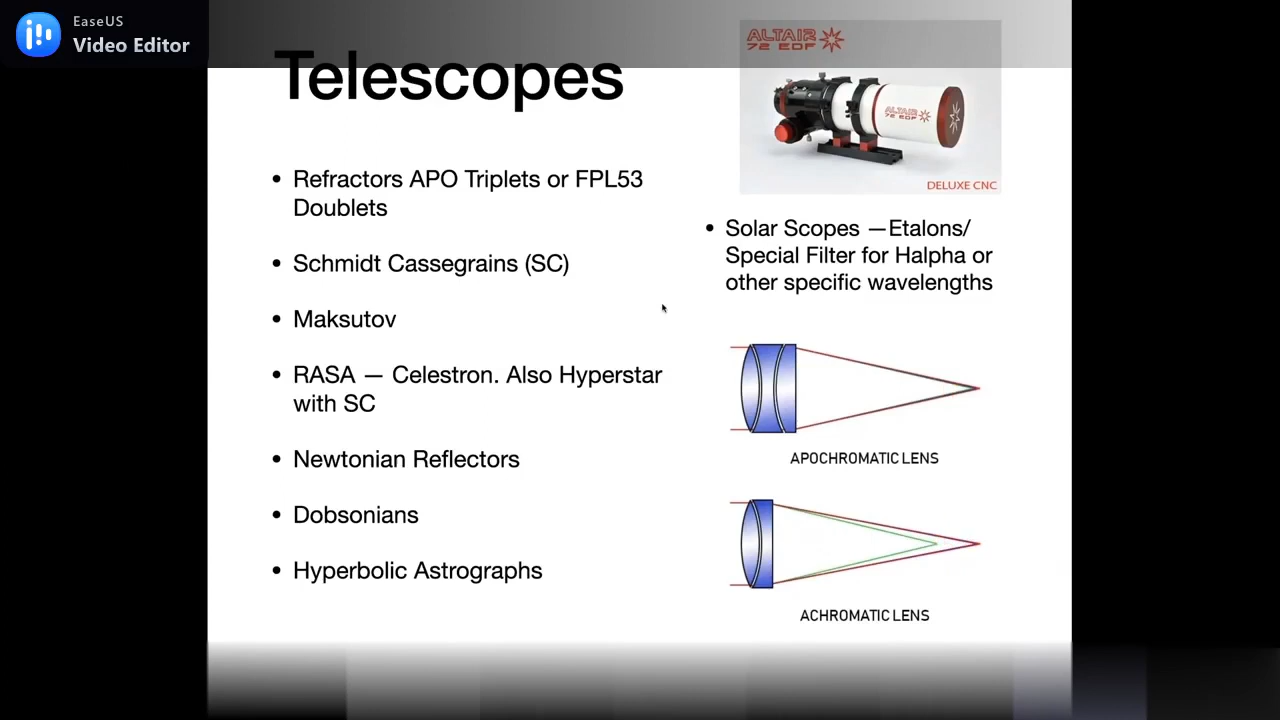 EaseUS
Video Editor
Telescopes
• Refractors APO Triplets or FPL53
Doublets
• Schmidt Cassegrains (SC)
• Maksutov
• RASA — Celestron. Also Hyperstar
with SC
• Newtonian Reflectors
• Dobsonians
• Hyperbolic Astrographs
ALTAIR
72 EDF
ALTAIR
72 EDF
DELUXE CNC
• Solar Scopes —Etalons/
Special Filter for Halpha or
other specific wavelengths
APOCHROMATIC LENS
ACHROMATIC LENS